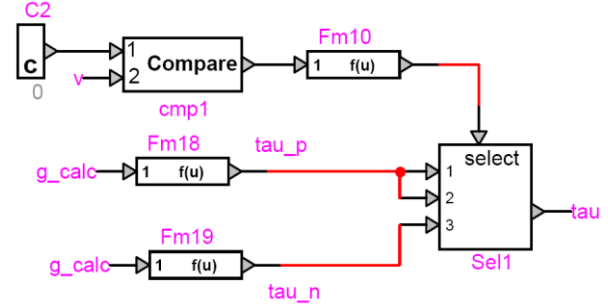 C2
c
0
v
1
2
Compare
cmp1
Fm10
1 f(u)
select
g_calc
Fm18
1 f(u)
tau_p
1
2
3
tau
Sel1
g_calc
Fm19
1 f(u)
tau_n